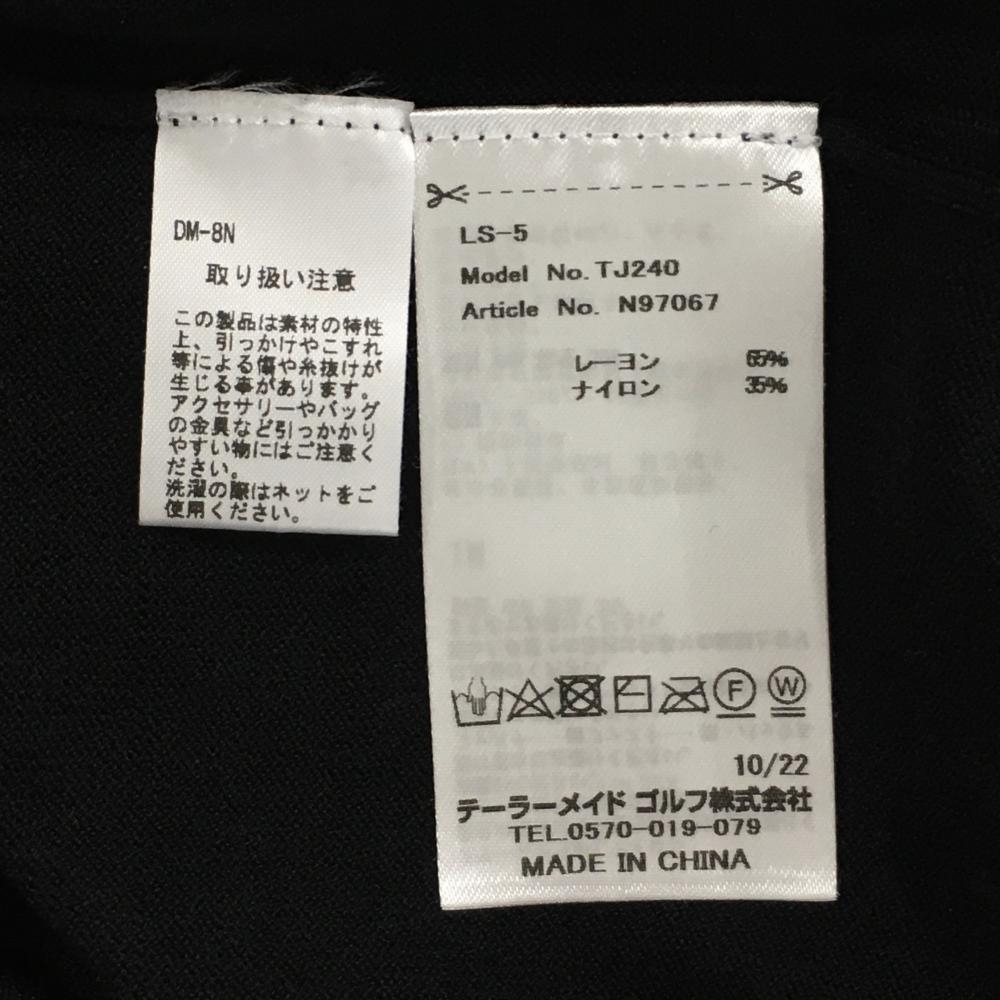 DM-8N
取り扱い注意
この製品は素材の特性
上、引っかけやこすれ
等による傷や糸抜けが
生じる事があります。
アクセサリーやバッグ
の金具など引っかかり
やすい物にはご注意く
ださい。
洗濯の際はネットをご
使用ください。
LS-5
Model No. TJ240
Article No. N97067
レーヨン 65%
ナイロン 35%
F W
10/22
テーラーメイド ゴルフ株式会社
TEL.0570-019-079
MADE IN CHINA